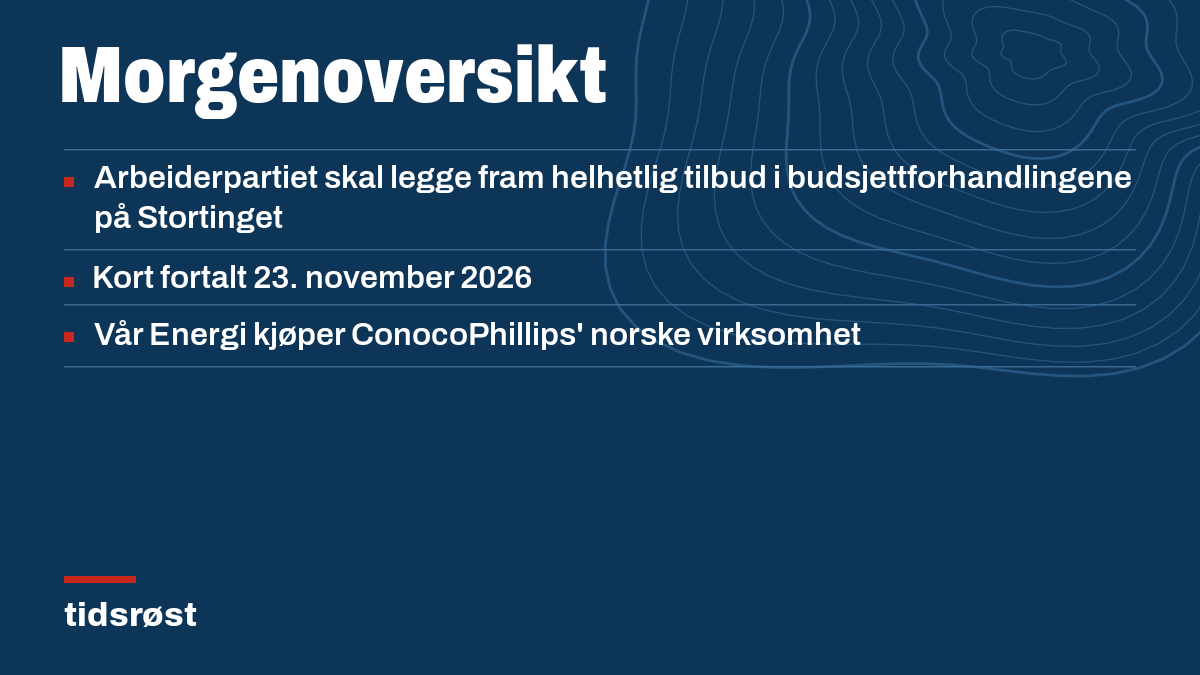 Morgenoversikt
Arbeiderpartiet skal legge fram helhetlig tilbud i budsjettforhandlingene
på Stortinget
Kort fortalt 23. november 2026
Vår Energi kjøper ConocoPhillips' norske virksomhet
tidsrøst